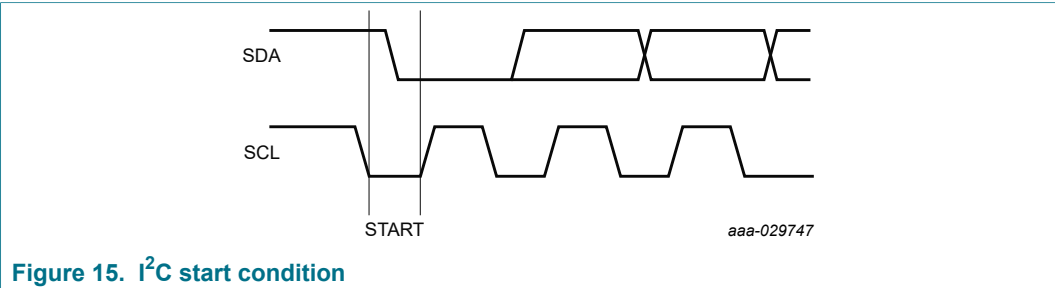 SDA
SCL
START
aaa-029747
Figure 15. I²C start condition